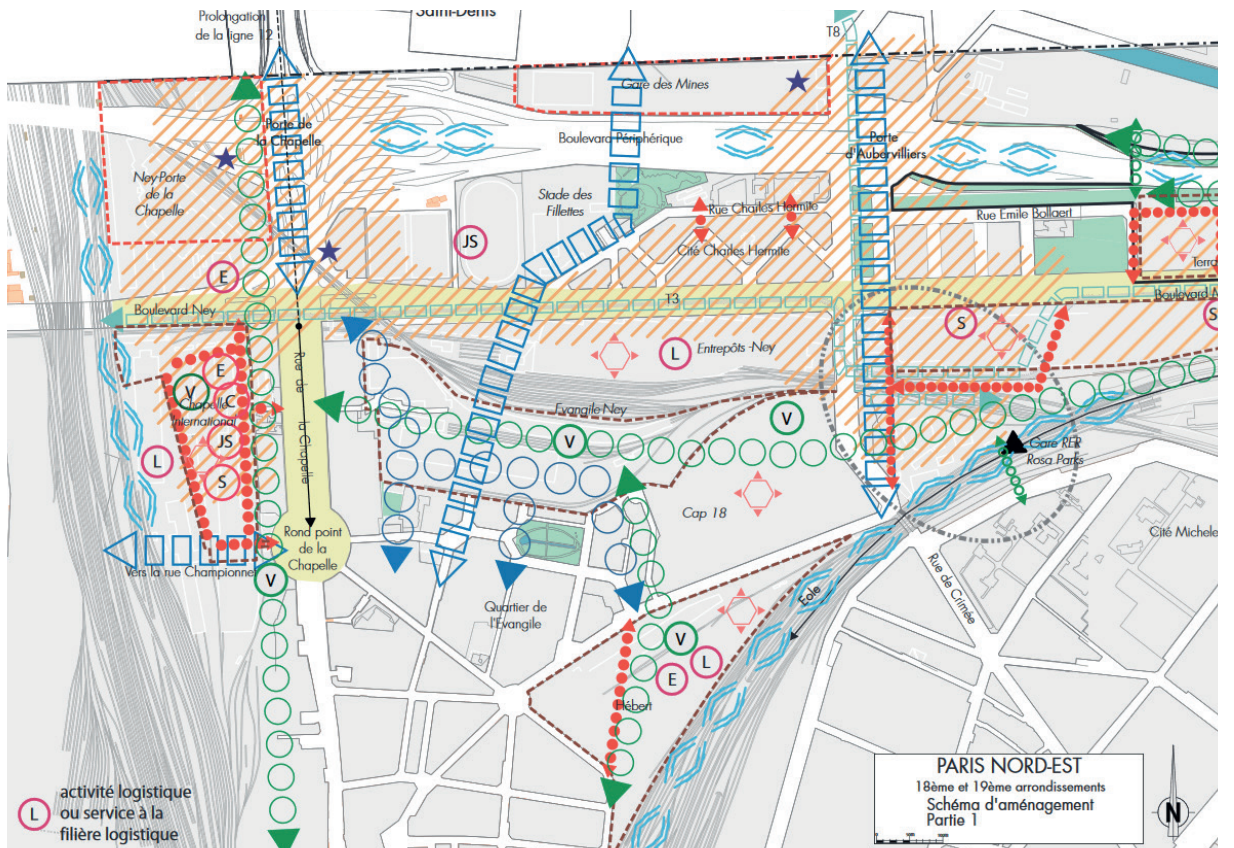 Prolongation
de la ligne 12
Saint-Denis
T8
Gare des Mines
Porte de
la Chapelle
Boulevard Périphérique
Porte
d'Aubervilliers
Ney-Porte
de la
Chapelle
Stade des
Fillettes
Rue Charles Hermite
Rue Emile Bollaert
JS
Cité Charles Hermite
E
Terra
T3
Boulevard Ney
Boulevard N
S
S
L
Entrepôts -Ney
E
V
C
Chapelle
International
Rue de la Chapelle
Evangile-Ney
V
V
JS
L
S
Gare RER
Rosa Parks
Cap 18
Cité Michele
Rond point
de la
Chapelle
Vers la rue Championnet
V
Eole
Rue de Crimée
Quartier de
l'Evangile
V
L
E
Hébert
PARIS NORD-EST
18ème et 19ème arrondissements
Schéma d'aménagement
Partie 1
N
L
activité logistique
ou service à la
filière logistique